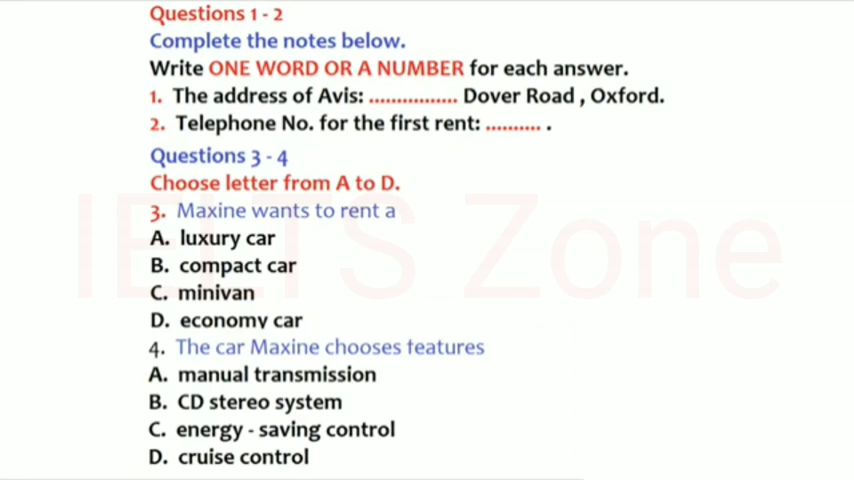 Questions 1 - 2
Complete the notes below.
Write ONE WORD OR A NUMBER for each answer.
1. The address of Avis: ................ Dover Road , Oxford.
2. Telephone No. for the first rent: .......... .
Questions 3 - 4
Choose letter from A to D.
3. Maxine wants to rent a
A. luxury car
B. compact car
C. minivan
D. economy car
4. The car Maxine chooses features
A. manual transmission
B. CD stereo system
C. energy - saving control
D. cruise control
IELTS Zone